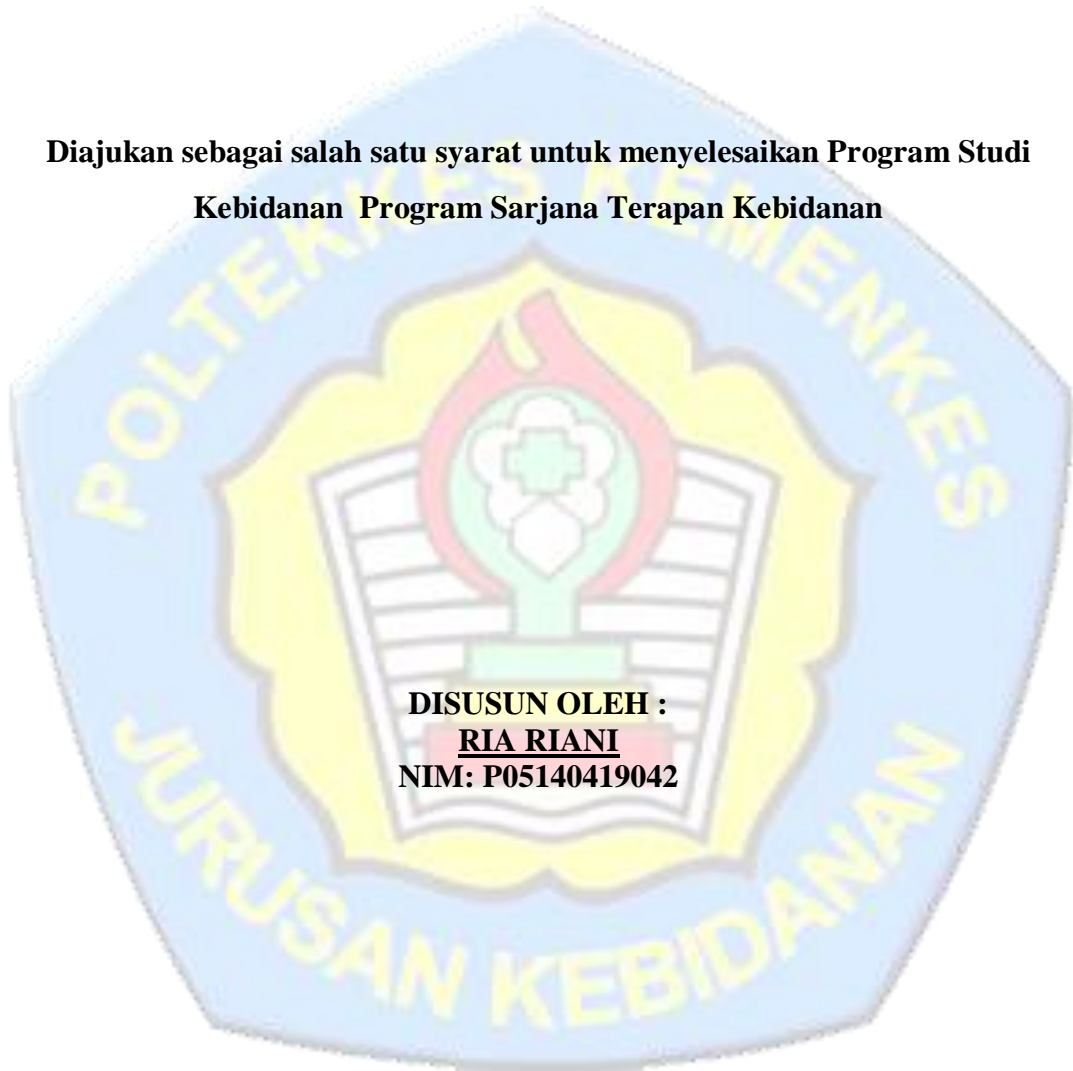 Diajukan sebagai salah satu syarat untuk menyelesaikan Program Studi
Kebidanan Program Sarjana Terapan Kebidanan
POLTEKKES KEMENKES
DISUSUN OLEH :
RIA RIANI
NIM: P05140419042
JURUSAN KEBIDANAN